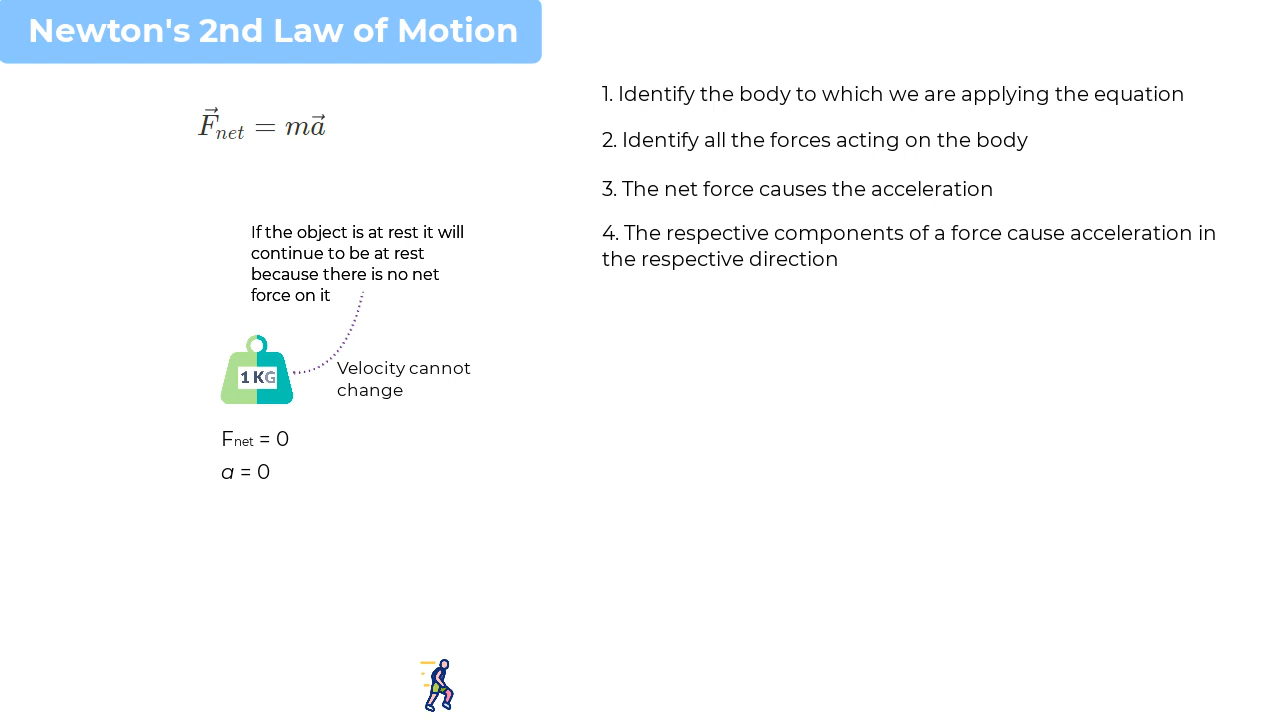 Newton's 2nd Law of Motion
F⃗net = ma⃗
1. Identify the body to which we are applying the equation
2. Identify all the forces acting on the body
3. The net force causes the acceleration
4. The respective components of a force cause acceleration in
the respective direction
If the object is at rest it will
continue to be at rest
because there is no net
force on it
1 KG
Velocity cannot
change
Fnet = 0
a = 0